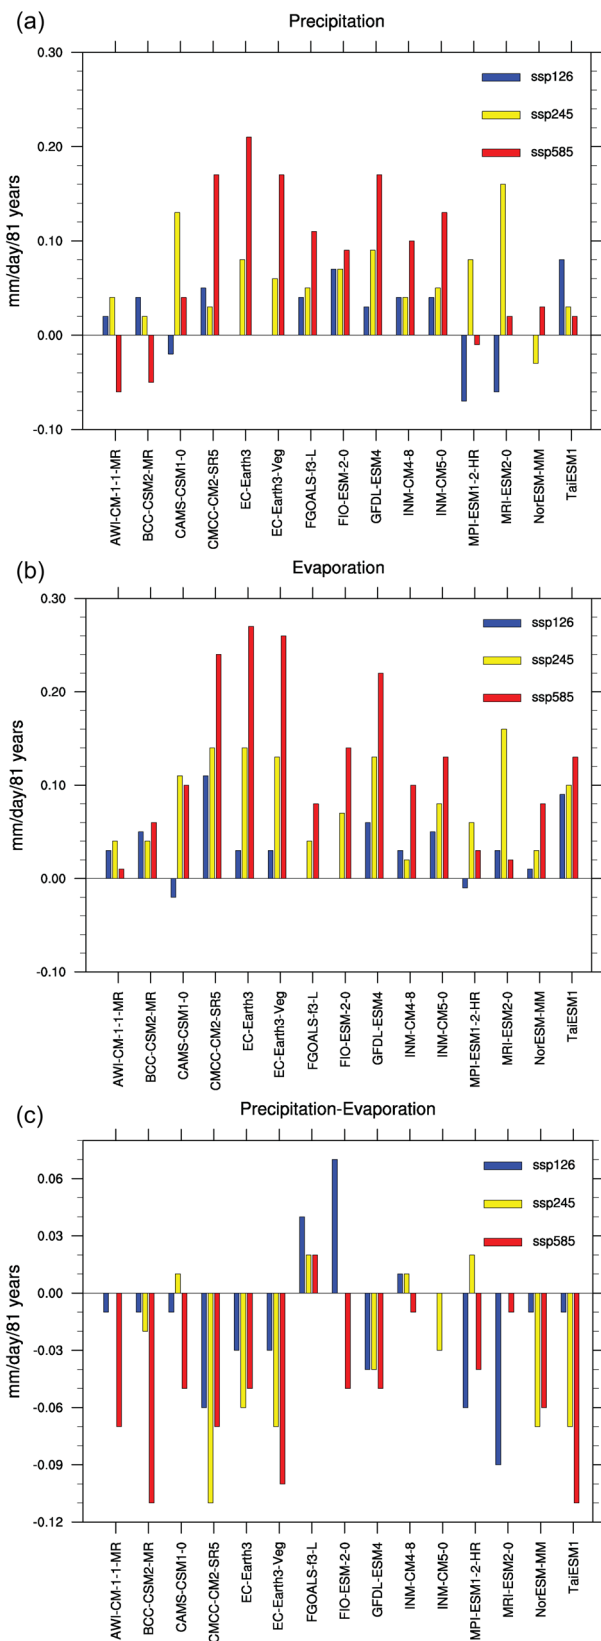 (a)
Precipitation
0.30
0.20
0.10
0.00
-0.10
mm/day/81 years
ssp126
ssp245
ssp585
AWI-CM-1-1-MR
BCC-CSM2-MR
CAMS-CSM1-0
CMCC-CM2-SR5
EC-Earth3
EC-Earth3-Veg
FGOALS-f3-L
FIO-ESM-2-0
GFDL-ESM4
INM-CM4-8
INM-CM5-0
MPI-ESM1-2-HR
MRI-ESM2-0
NorESM-MM
TaiESM1
(b)
Evaporation
0.30
0.20
0.10
0.00
-0.10
mm/day/81 years
ssp126
ssp245
ssp585
AWI-CM-1-1-MR
BCC-CSM2-MR
CAMS-CSM1-0
CMCC-CM2-SR5
EC-Earth3
EC-Earth3-Veg
FGOALS-f3-L
FIO-ESM-2-0
GFDL-ESM4
INM-CM4-8
INM-CM5-0
MPI-ESM1-2-HR
MRI-ESM2-0
NorESM-MM
TaiESM1
(c)
Precipitation-Evaporation
0.06
0.03
0.00
-0.03
-0.06
-0.09
-0.12
mm/day/81 years
ssp126
ssp245
ssp585
AWI-CM-1-1-MR
BCC-CSM2-MR
CAMS-CSM1-0
CMCC-CM2-SR5
EC-Earth3
EC-Earth3-Veg
FGOALS-f3-L
FIO-ESM-2-0
GFDL-ESM4
INM-CM4-8
INM-CM5-0
MPI-ESM1-2-HR
MRI-ESM2-0
NorESM-MM
TaiESM1